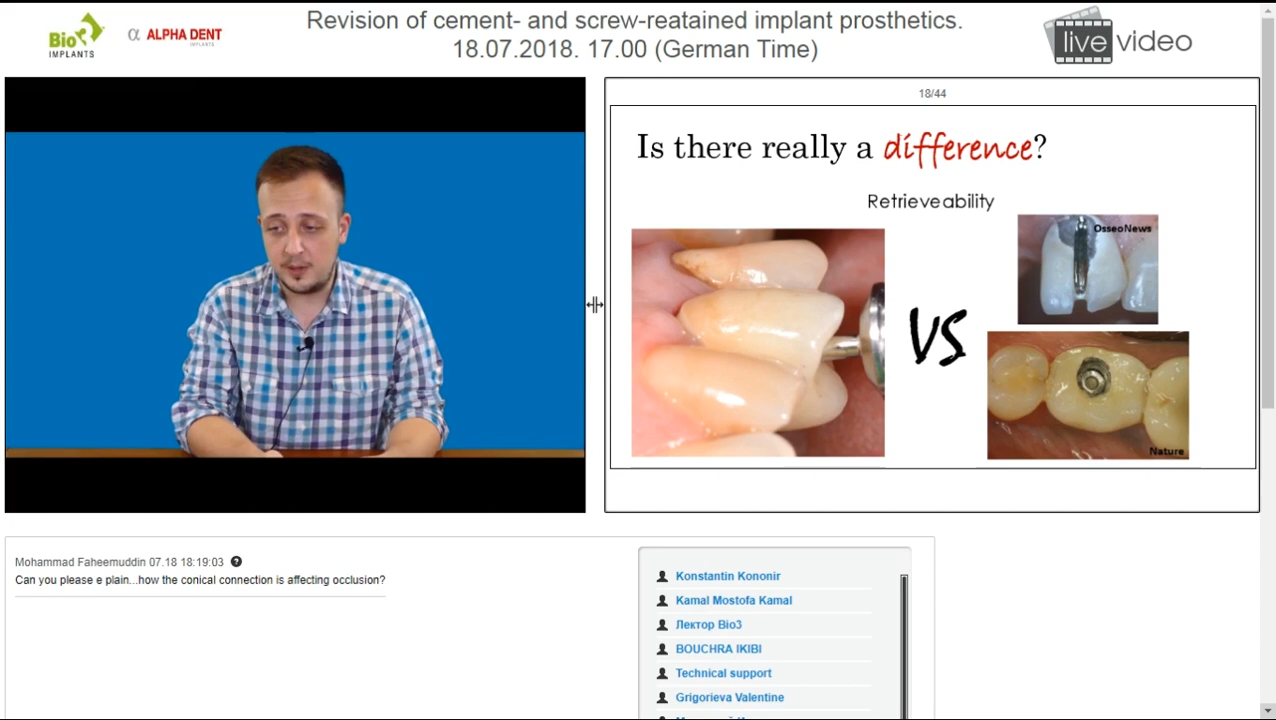 Bio
IMPLANTS
α ALPHA DENT
IMPLANTS
Revision of cement- and screw-reatained implant prosthetics.
18.07.2018. 17.00 (German Time)
live video
18/44
Is there really a difference?
Retrieveability
OsseoNews
VS
Nature
Mohammad Faheemuddin 07.18 18:19:03 ?
Can you please e plain...how the conical connection is affecting occlusion?
Konstantin Kononir
Kamal Mostofa Kamal
Лектор Bio3
BOUCHRA IKIBI
Technical support
Grigorieva Valentine